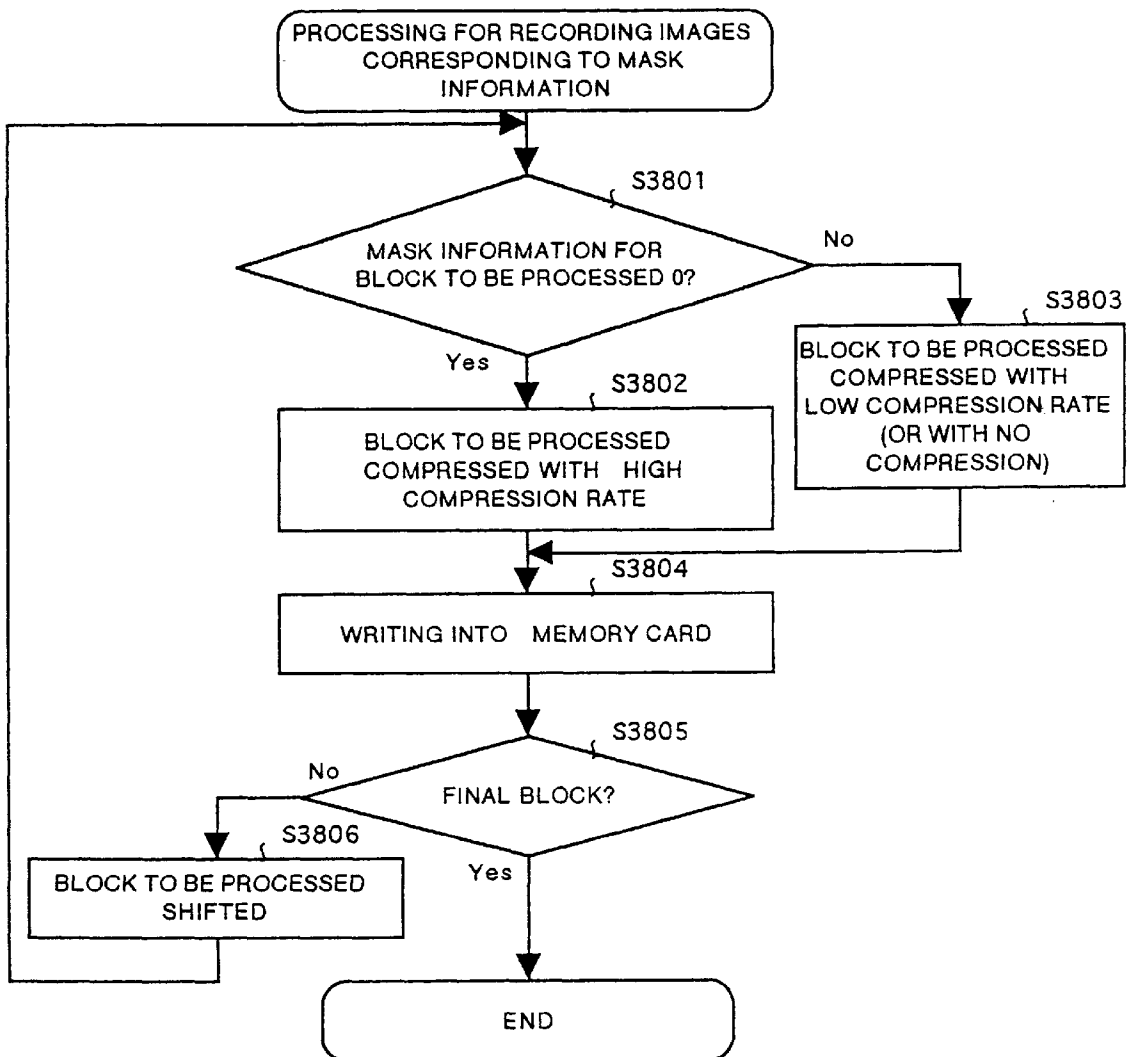 PROCESSING FOR RECORDING IMAGES
CORRESPONDING TO MASK
INFORMATION
S3801
MASK INFORMATION FOR
BLOCK TO BE PROCESSED 0?
No
Yes
S3803
BLOCK TO BE PROCESSED
COMPRESSED WITH
LOW COMPRESSION RATE
(OR WITH NO
COMPRESSION)
S3802
BLOCK TO BE PROCESSED
COMPRESSED WITH HIGH
COMPRESSION RATE
S3804
WRITING INTO MEMORY CARD
S3805
FINAL BLOCK?
No
Yes
S3806
BLOCK TO BE PROCESSED
SHIFTED
END